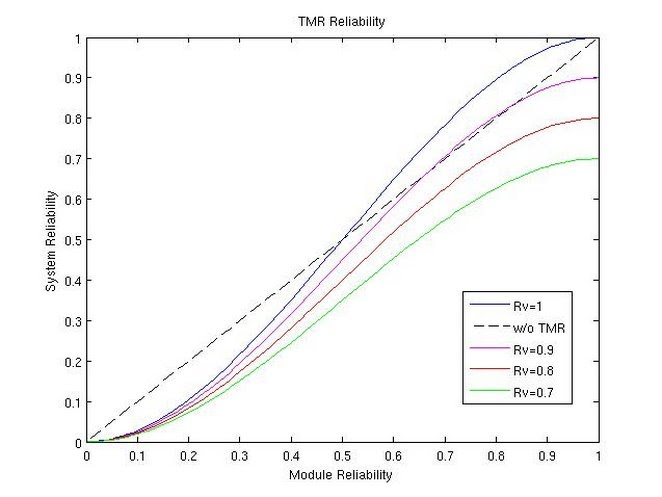 TMR Reliability
1
0.9
0.8
0.7
0.6
0.5
0.4
0.3
0.2
0.1
0
System Reliability
Rv=1
w/o TMR
Rv=0.9
Rv=0.8
Rv=0.7
0 0.1 0.2 0.3 0.4 0.5 0.6 0.7 0.8 0.9 1
Module Reliability